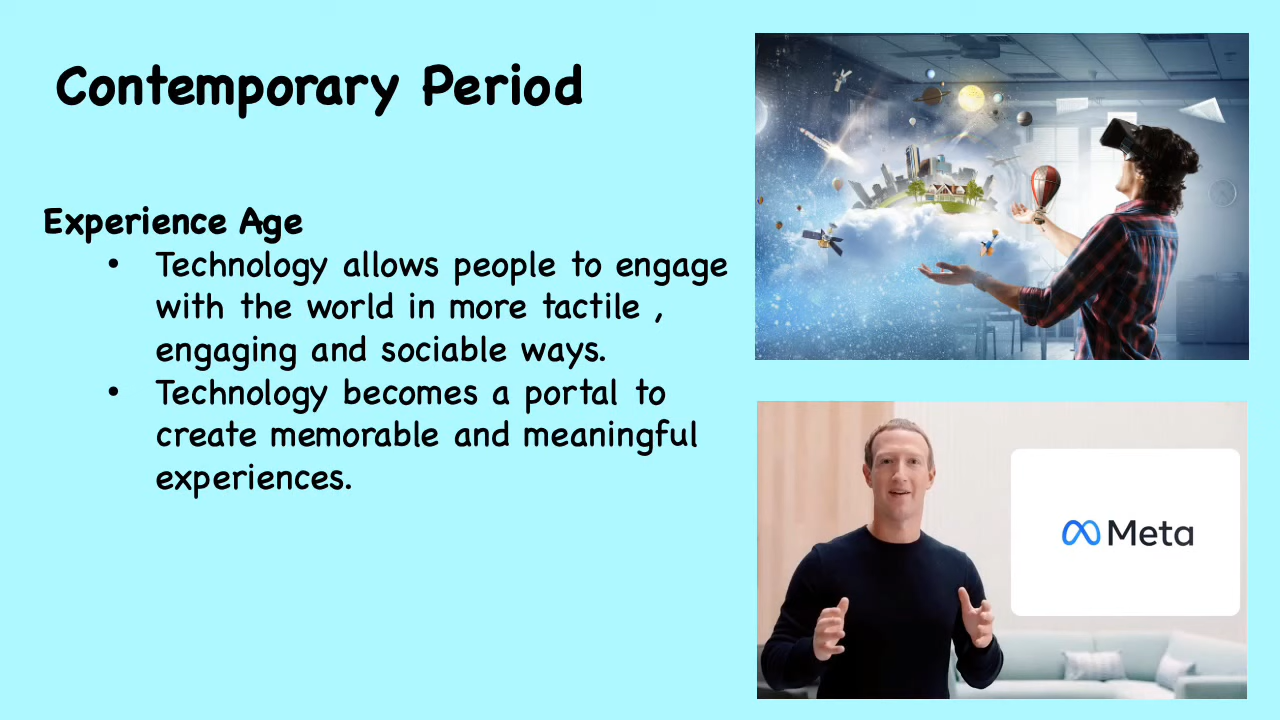 Contemporary Period
Experience Age
• Technology allows people to engage
with the world in more tactile ,
engaging and sociable ways.
• Technology becomes a portal to
create memorable and meaningful
experiences.
Meta